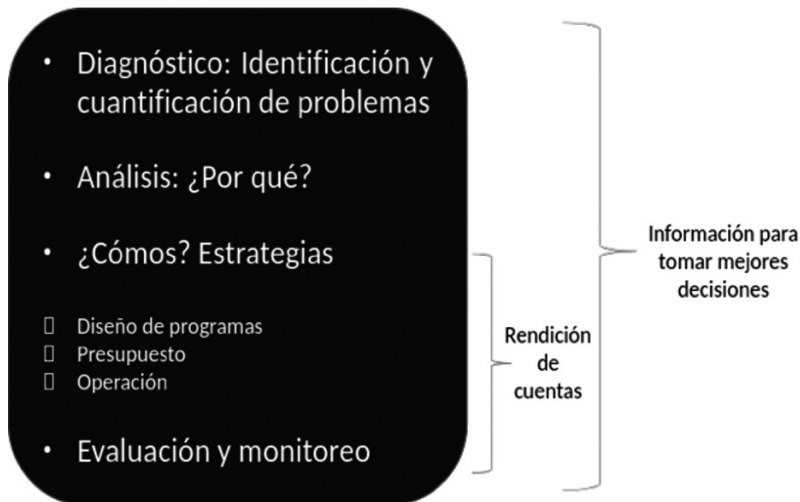 • Diagnóstico: Identificación y
cuantificación de problemas
• Análisis: ¿Por qué?
• ¿Cómos? Estrategias
▯ Diseño de programas
▯ Presupuesto
▯ Operación
• Evaluación y monitoreo
Rendición
de
cuentas
Información para
tomar mejores
decisiones